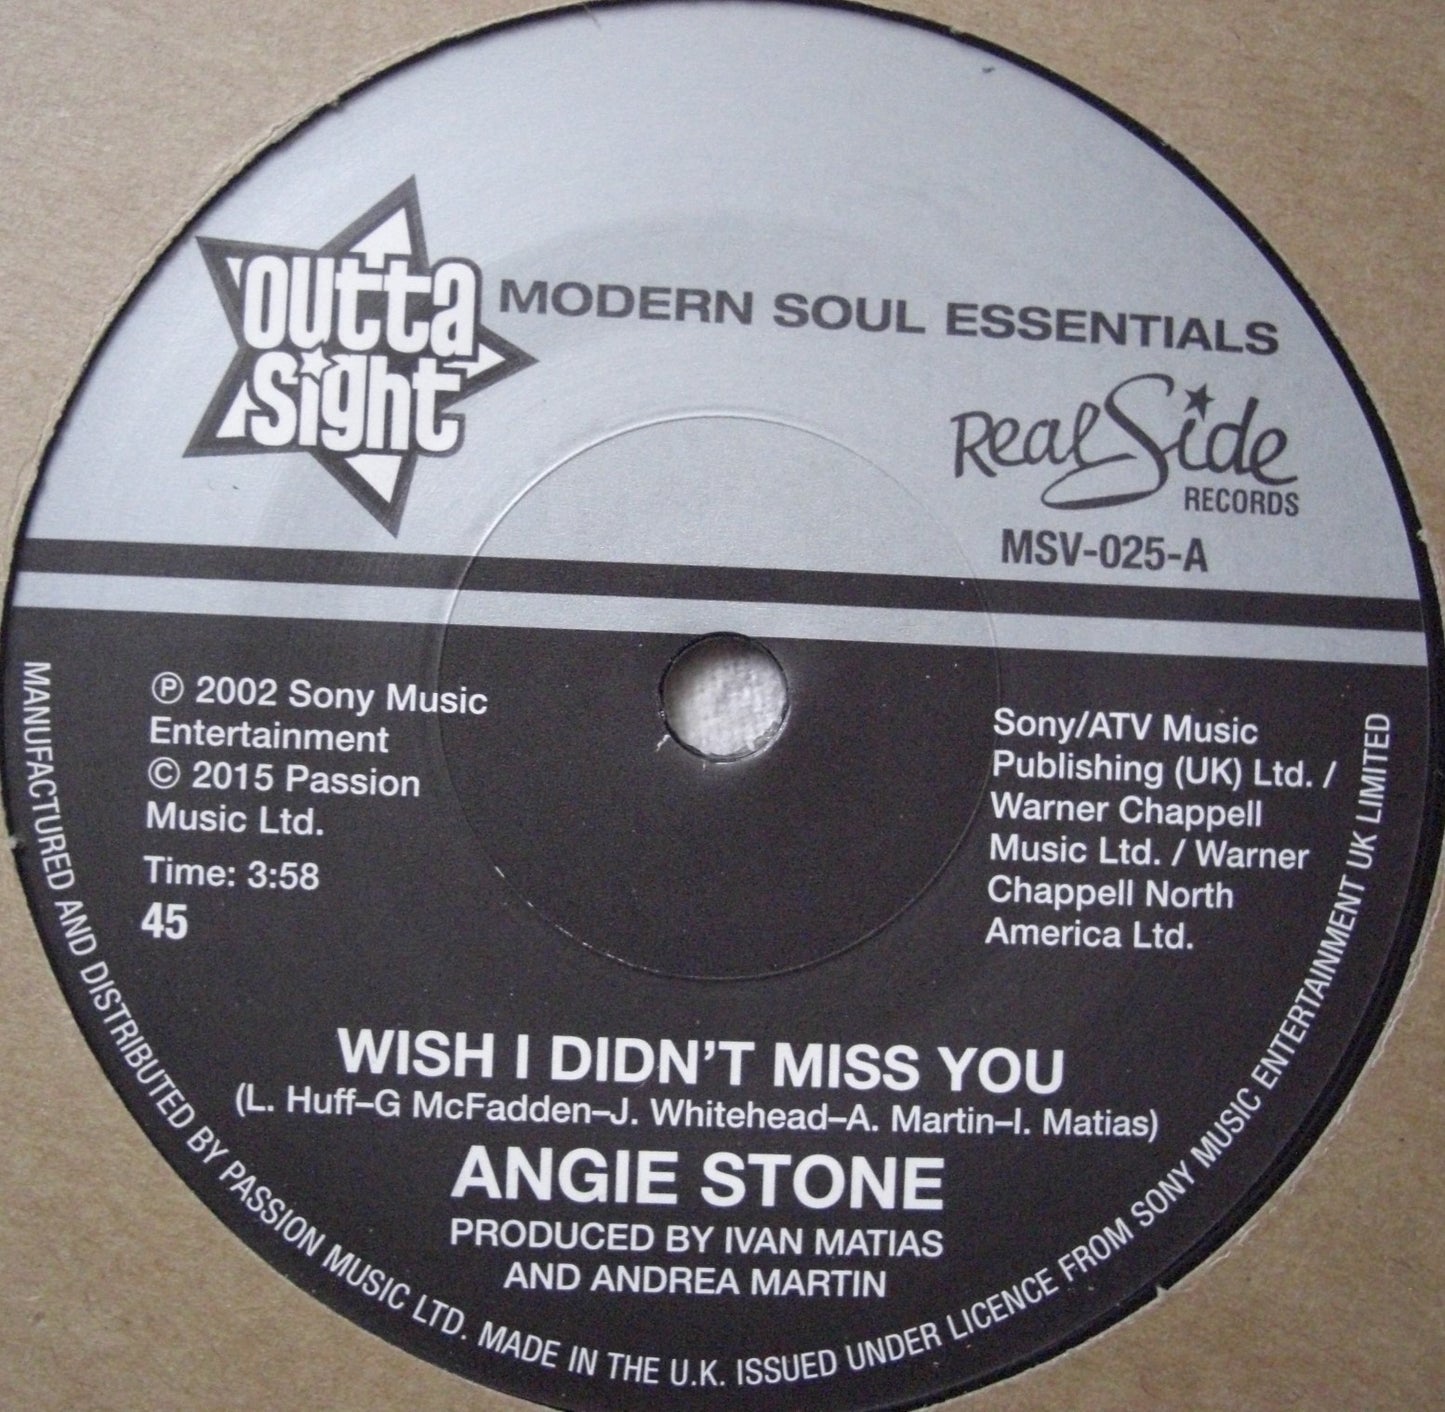 Outta
Sight
MODERN SOUL ESSENTIALS
Real Side
RECORDS
MSV-025-A
℗ 2002 Sony Music
Entertainment
© 2015 Passion
Music Ltd.
Time: 3:58
45
Sony/ATV Music
Publishing (UK) Ltd. /
Warner Chappell
Music Ltd. / Warner
Chappell North
America Ltd.
WISH I DIDN'T MISS YOU
(L. Huff–G McFadden–J. Whitehead–A. Martin–I. Matias)
ANGIE STONE
PRODUCED BY IVAN MATIAS
AND ANDREA MARTIN
MANUFACTURED AND DISTRIBUTED BY PASSION MUSIC LTD. MADE IN THE U.K. ISSUED UNDER LICENCE FROM SONY MUSIC ENTERTAINMENT UK LIMITED